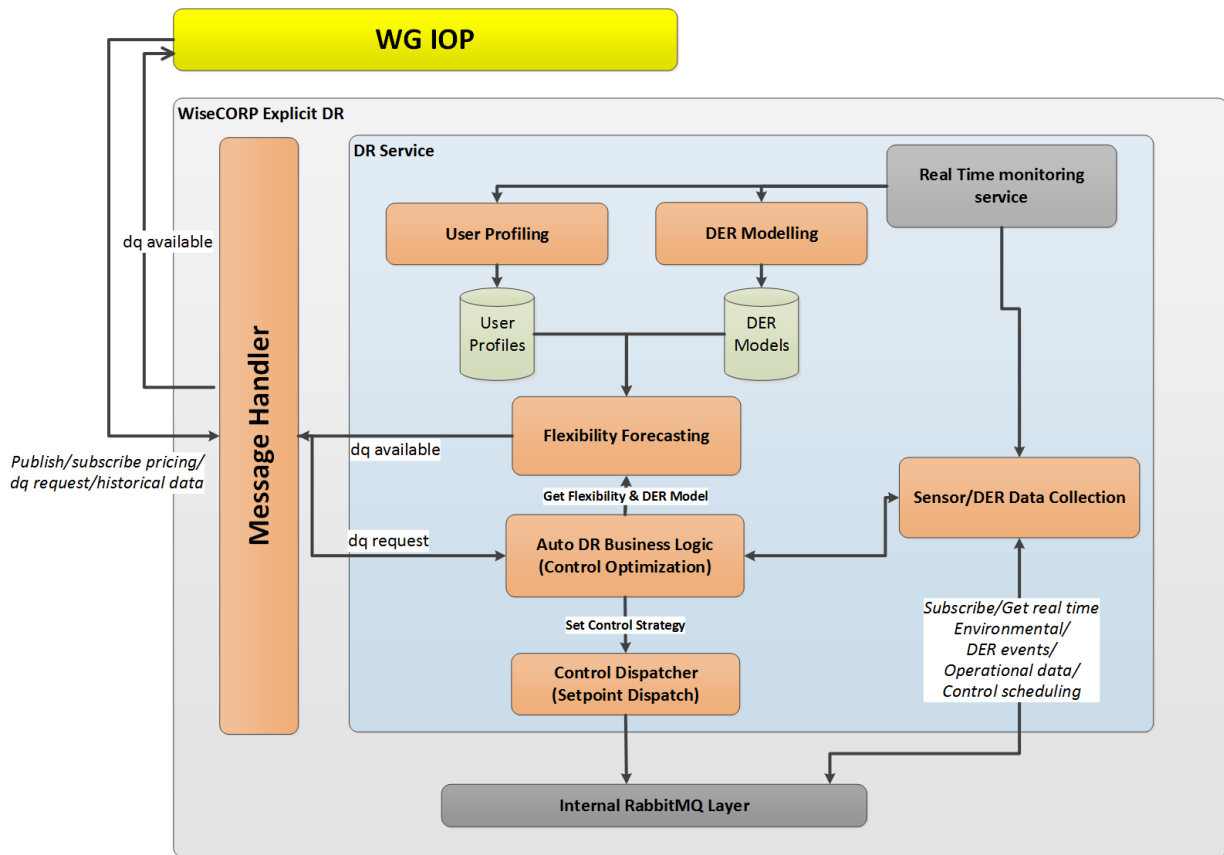 WG IOP
WiseCORP Explicit DR
DR Service
Real Time monitoring
service
User Profiling
DER Modelling
dq available
User
Profiles
DER
Models
Message Handler
Flexibility Forecasting
dq available
Publish/subscribe pricing/
dq request/historical data
Get Flexibility & DER Model
Sensor/DER Data Collection
dq request
Auto DR Business Logic
(Control Optimization)
Set Control Strategy
Subscribe/Get real time
Environmental/
DER events/
Operational data/
Control scheduling
Control Dispatcher
(Setpoint Dispatch)
Internal RabbitMQ Layer